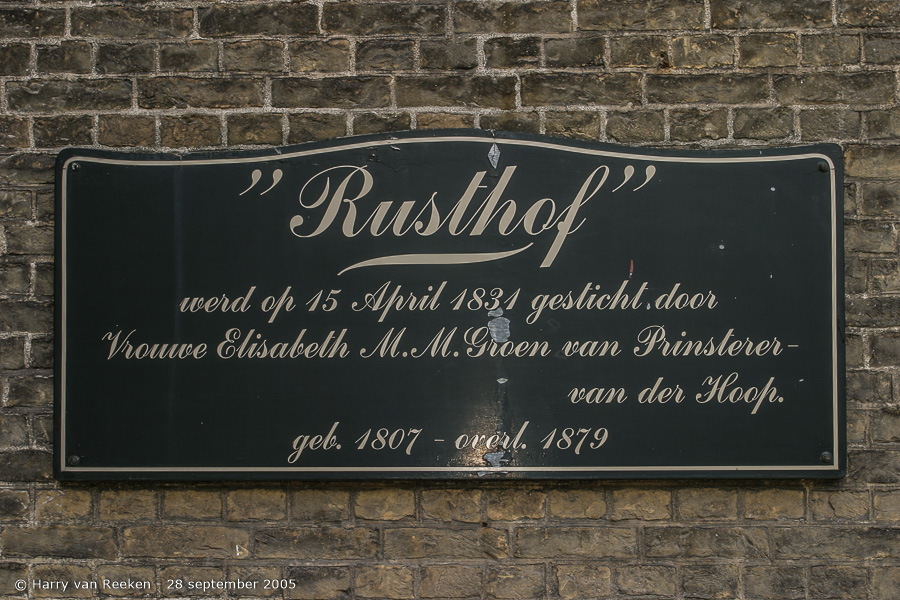 "Rusthof"
werd op 15 April 1831 gesticht door
Vrouwe Elisabeth M.M. Groen van Prinsterer-
van der Hoop.
geb. 1807 - overl. 1879
© Harry van Reeken - 28 september 2005